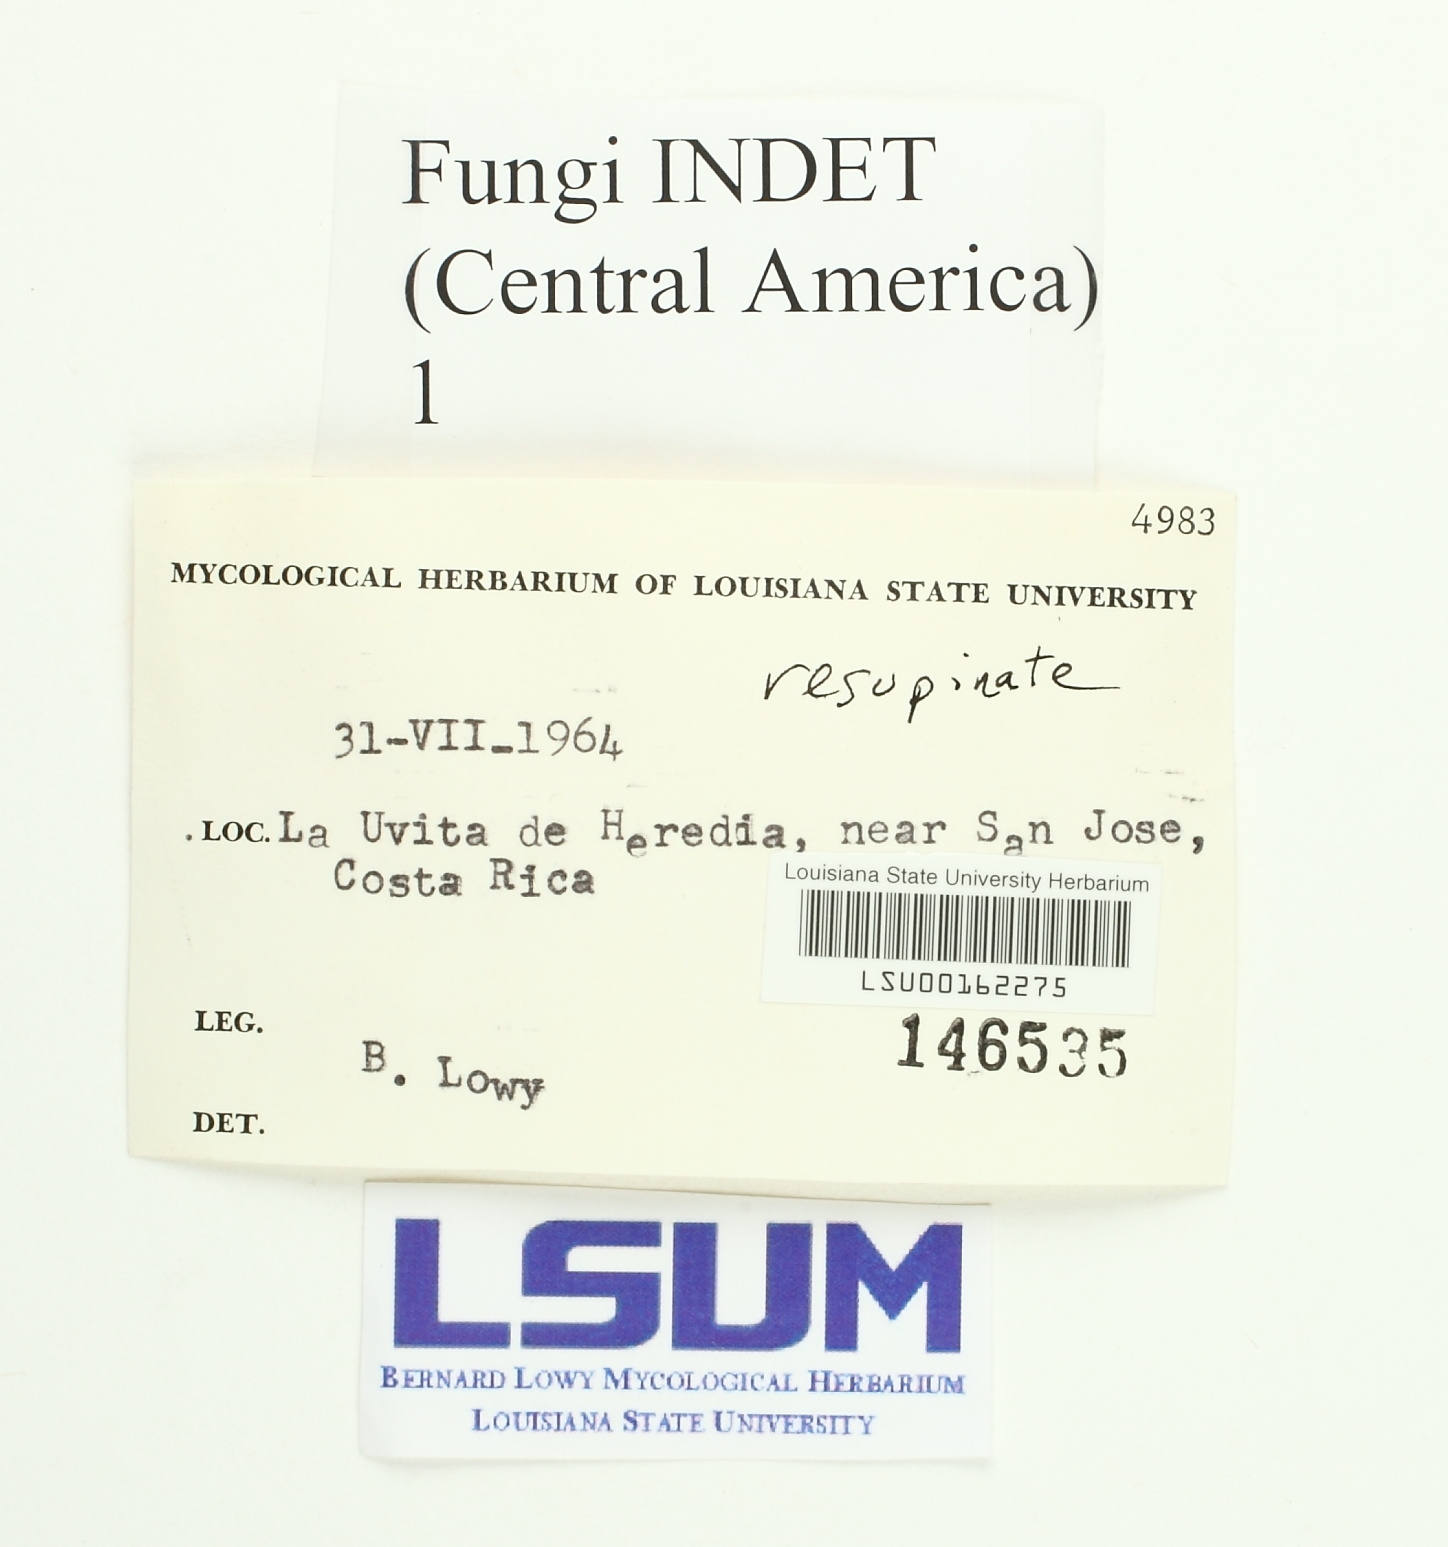 Fungi INDET
(Central America)
1
4983
MYCOLOGICAL HERBARIUM OF LOUISIANA STATE UNIVERSITY
resupinate
31-VII-1964
. LOC. La Uvita de Heredia, near San Jose,
Costa Rica
Louisiana State University Herbarium
LSU00162275
146535
LEG.
B. Lowy
DET.
LSUM
BERNARD LOWY MYCOLOGICAL HERBARIUM
LOUISIANA STATE UNIVERSITY